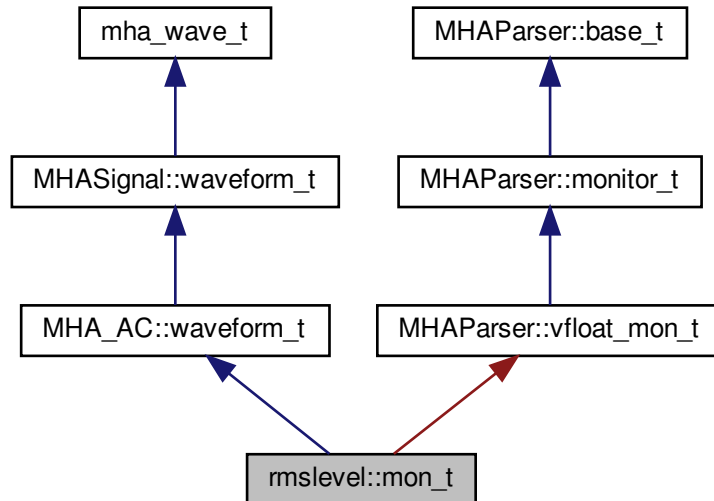 mha_wave_t
MHAParser::base_t
MHASignal::waveform_t
MHAParser::monitor_t
MHA_AC::waveform_t
MHAParser::vfloat_mon_t
rmslevel::mon_t